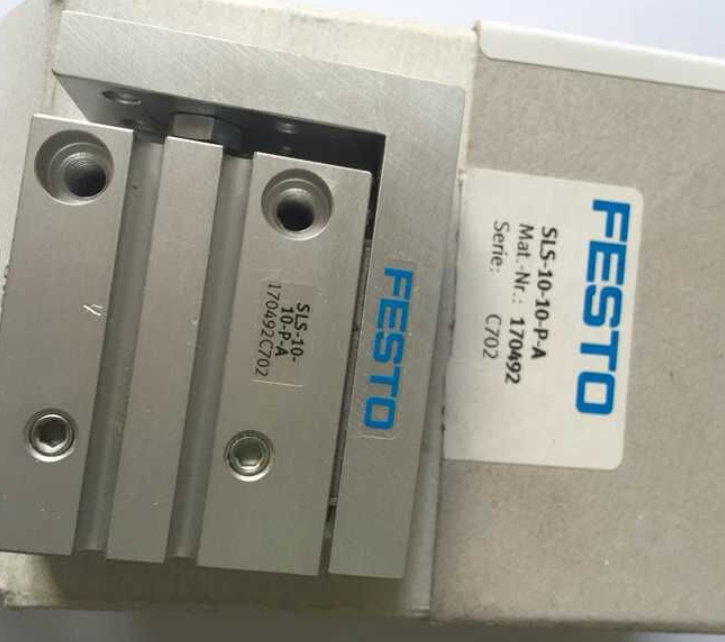 SLS-10-
10-P-A
170492C702
FESTO
FESTO
SLS-10-10-P-A
Mat.-Nr.: 170492
Serie: C702